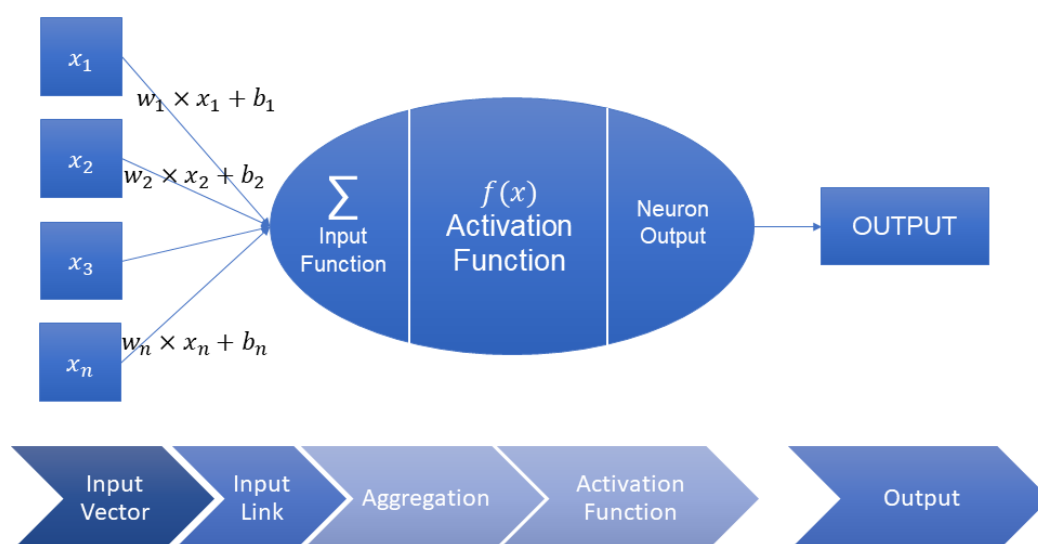 x₁
w₁ × x₁ + b₁
x₂
w₂ × x₂ + b₂
x₃
xₙ
wₙ × xₙ + bₙ
∑
Input
Function
f(x)
Activation
Function
Neuron
Output
OUTPUT
Input
Vector
Input
Link
Aggregation
Activation
Function
Output